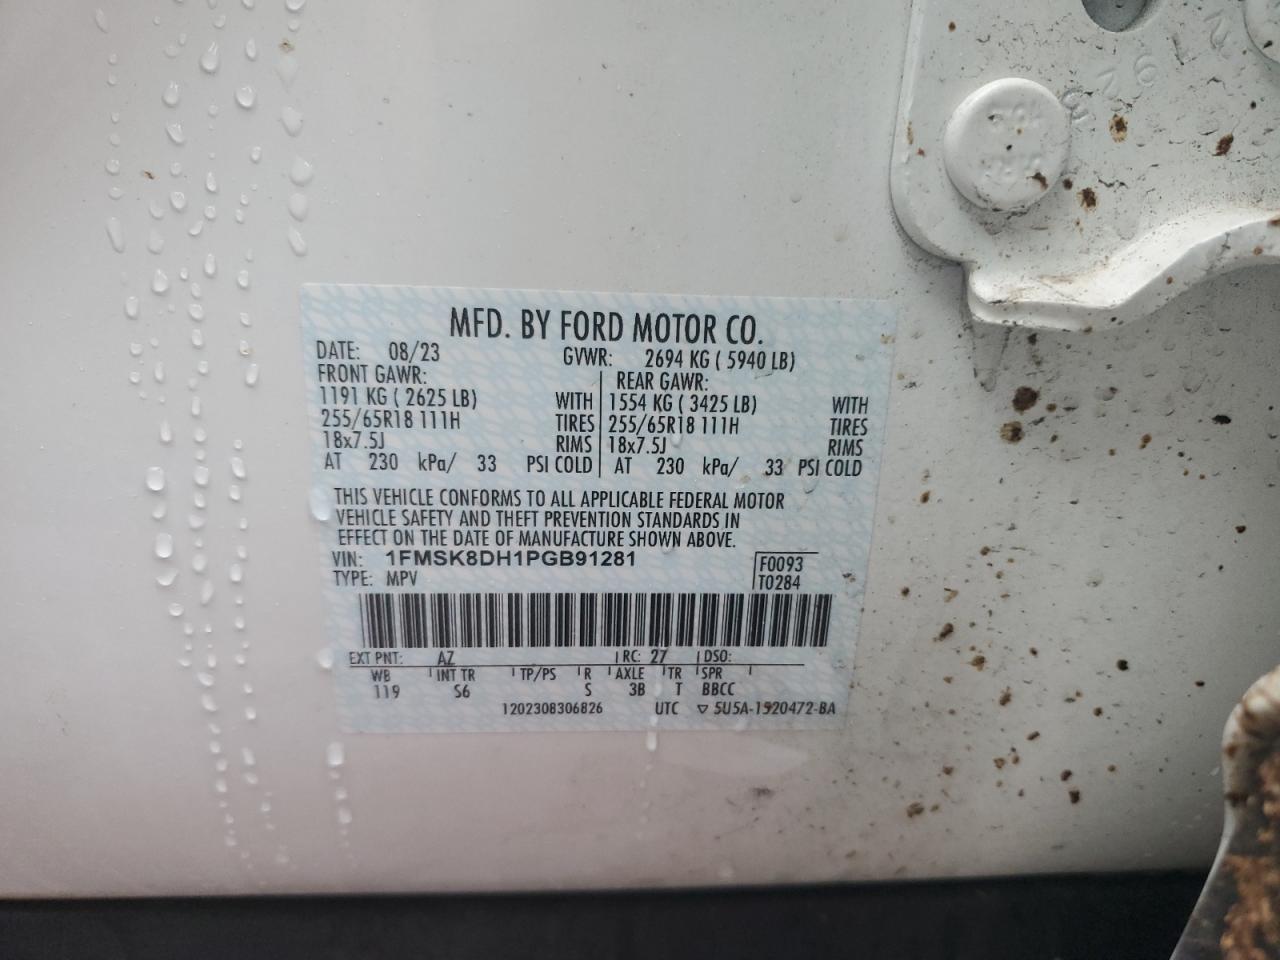 MFD. BY FORD MOTOR CO.
DATE: 08/23 GVWR: 2694 KG ( 5940 LB)
FRONT GAWR: REAR GAWR:
1191 KG ( 2625 LB) WITH 1554 KG ( 3425 LB) WITH
255/65R18 111H TIRES 255/65R18 111H TIRES
18x7.5J RIMS 18x7.5J RIMS
AT 230 kPa/ 33 PSI COLD AT 230 kPa/ 33 PSI COLD
THIS VEHICLE CONFORMS TO ALL APPLICABLE FEDERAL MOTOR
VEHICLE SAFETY AND THEFT PREVENTION STANDARDS IN
EFFECT ON THE DATE OF MANUFACTURE SHOWN ABOVE.
VIN: 1FMSK8DH1PGB91281
F0093
TYPE: MPV T0284
EXT PNT: AZ RC: 27 DSO:
WB INT TR TP/PS R AXLE TR SPR
119 S6 S 3B T BBCC
1202308306826 UTC ▽ 5U5A-1520472-BA